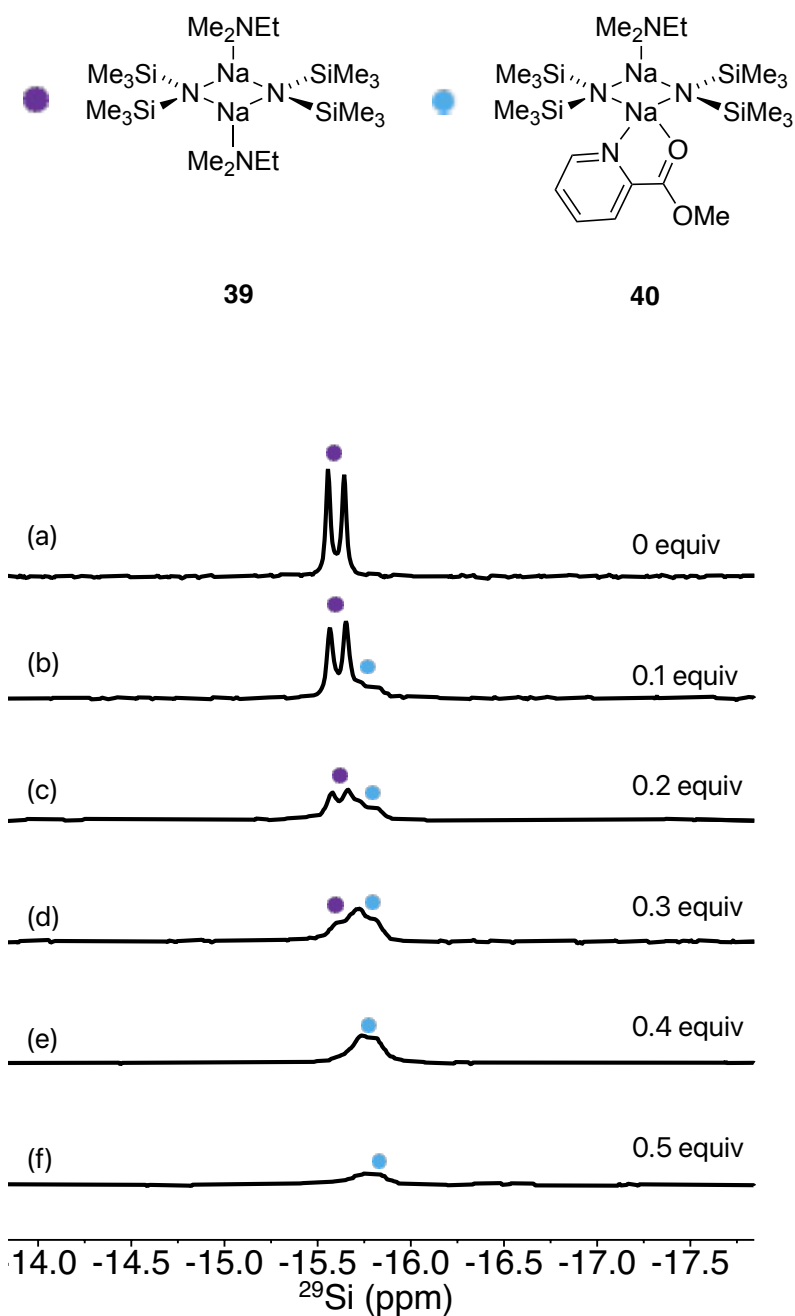 Me2NEt
Me3Si Na SiMe3
N N
Me3Si Na SiMe3
Me2NEt
39
Me2NEt
Me3Si Na SiMe3
N N
Me3Si Na SiMe3
N O
OMe
40
(a) 0 equiv
(b) 0.1 equiv
(c) 0.2 equiv
(d) 0.3 equiv
(e) 0.4 equiv
(f) 0.5 equiv
-14.0 -14.5 -15.0 -15.5 -16.0 -16.5 -17.0 -17.5
29Si (ppm)